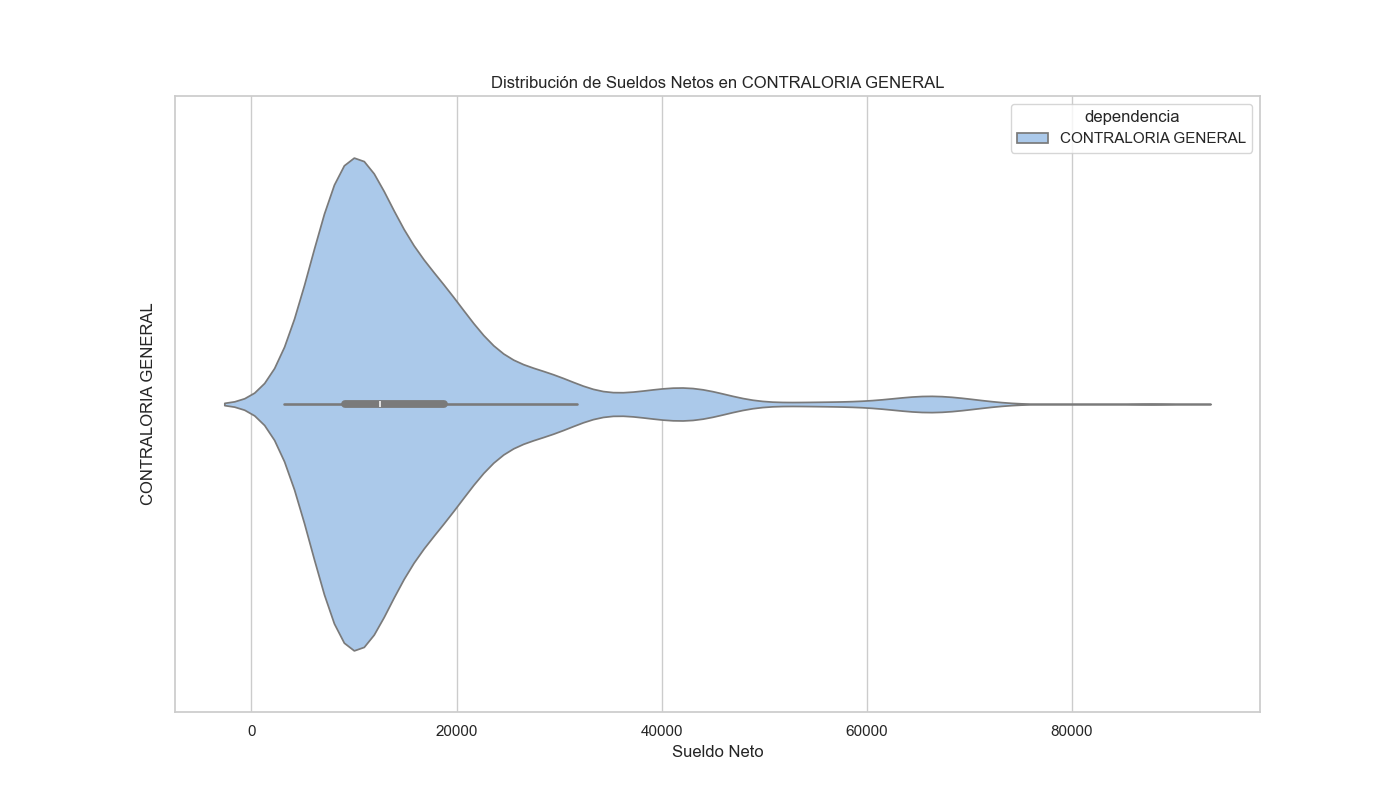 Distribución de Sueldos Netos en CONTRALORIA GENERAL
dependencia
CONTRALORIA GENERAL
CONTRALORIA GENERAL
0
20000
40000
60000
80000
Sueldo Neto